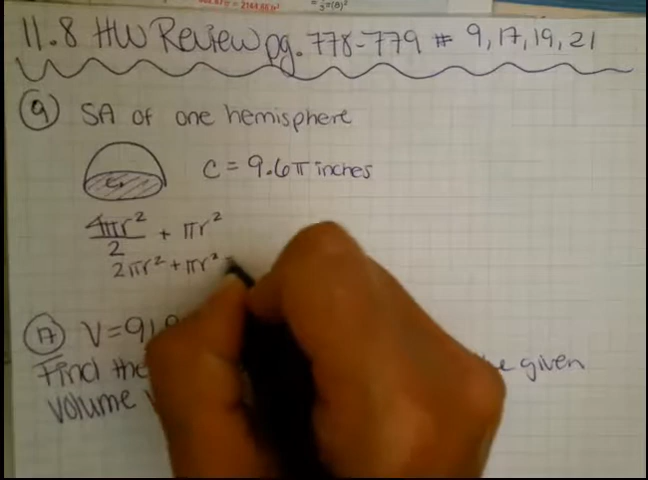 11.8 HW Review pg. 778-779 # 9, 17, 19, 21
9 SA of one hemisphere
C = 9.6π inches
4πr²/2 + πr²
2πr² + πr²
17 V=
Find the given
volume